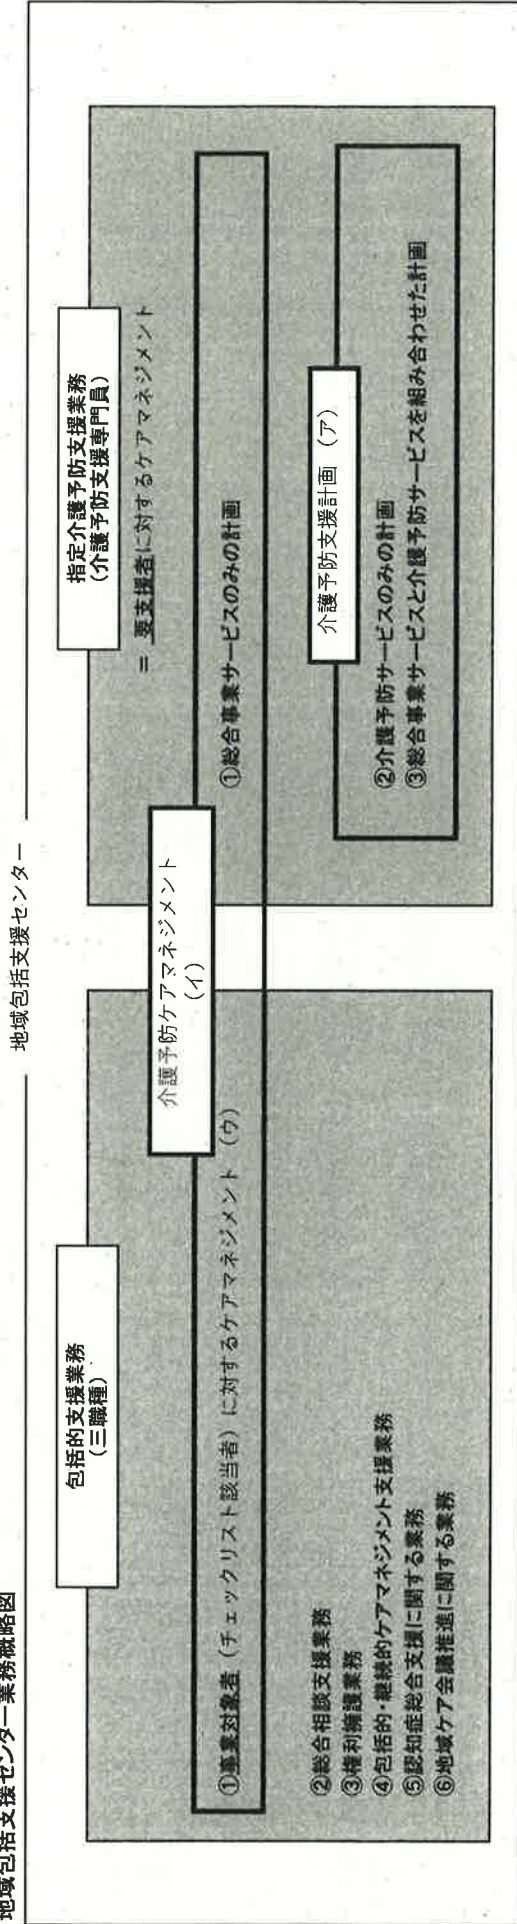 地域包括支援センター業務概略図
地域包括支援センター
包括的支援業務
(三職種)
介護予防ケアマネジメント
(イ)
①事業対象者(チェックリスト該当者)に対するケアマネジメント (ウ)
②総合相談支援業務
③権利擁護業務
④包括的・継続的ケアマネジメント支援業務
⑤認知症総合支援に関する業務
⑥地域ケア会議推進に関する業務
指定介護予防支援業務
(介護予防支援専門員)
= 要支援者に対するケアマネジメント
①総合事業サービスのみの計画
介護予防支援計画 (ア)
②介護予防サービスのみの計画
③総合事業サービスと介護予防サービスを組み合わせた計画